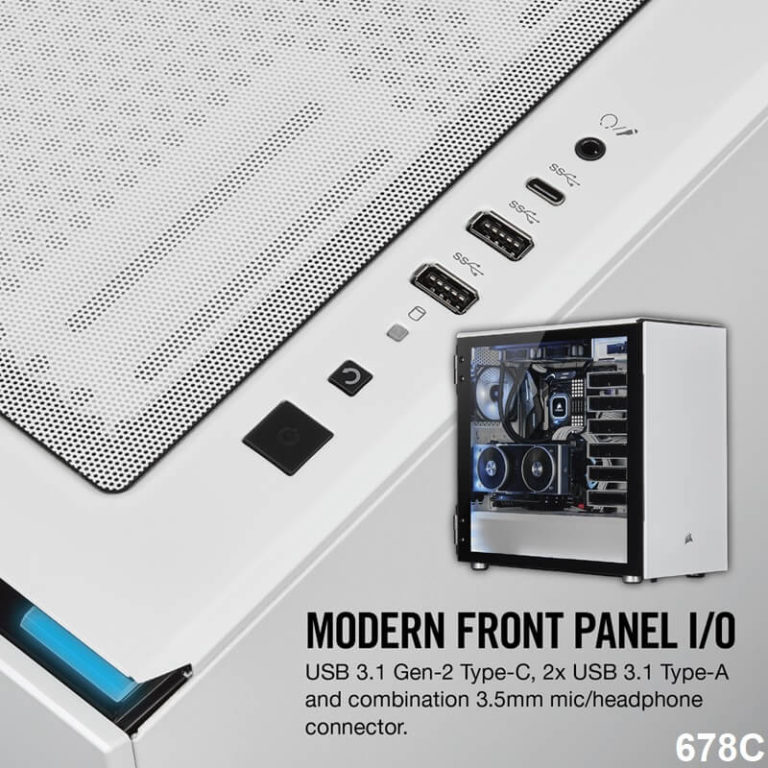 MODERN FRONT PANEL I/O
USB 3.1 Gen-2 Type-C, 2x USB 3.1 Type-A
and combination 3.5mm mic/headphone
connector.
678C